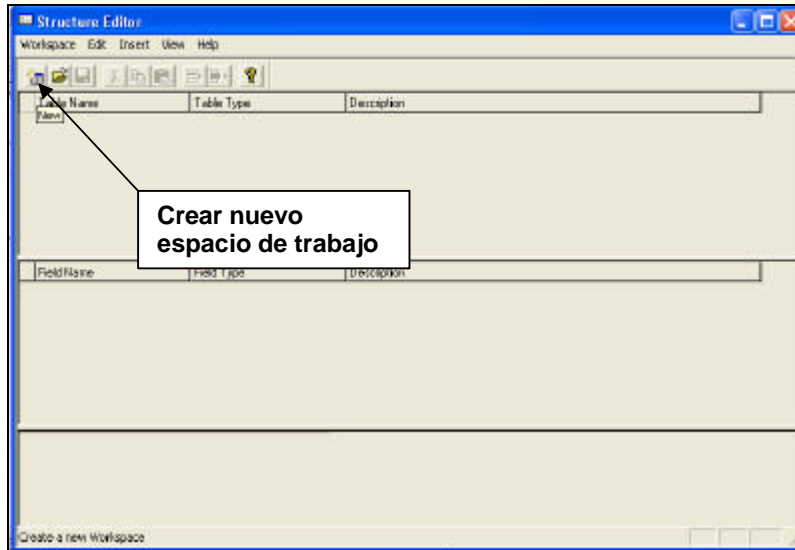 Structure Editor
Workspace Edit Insert View Help
Table Name Table Type Description
New
Crear nuevo
espacio de trabajo
Field Name Field Type Description
Create a new Workspace